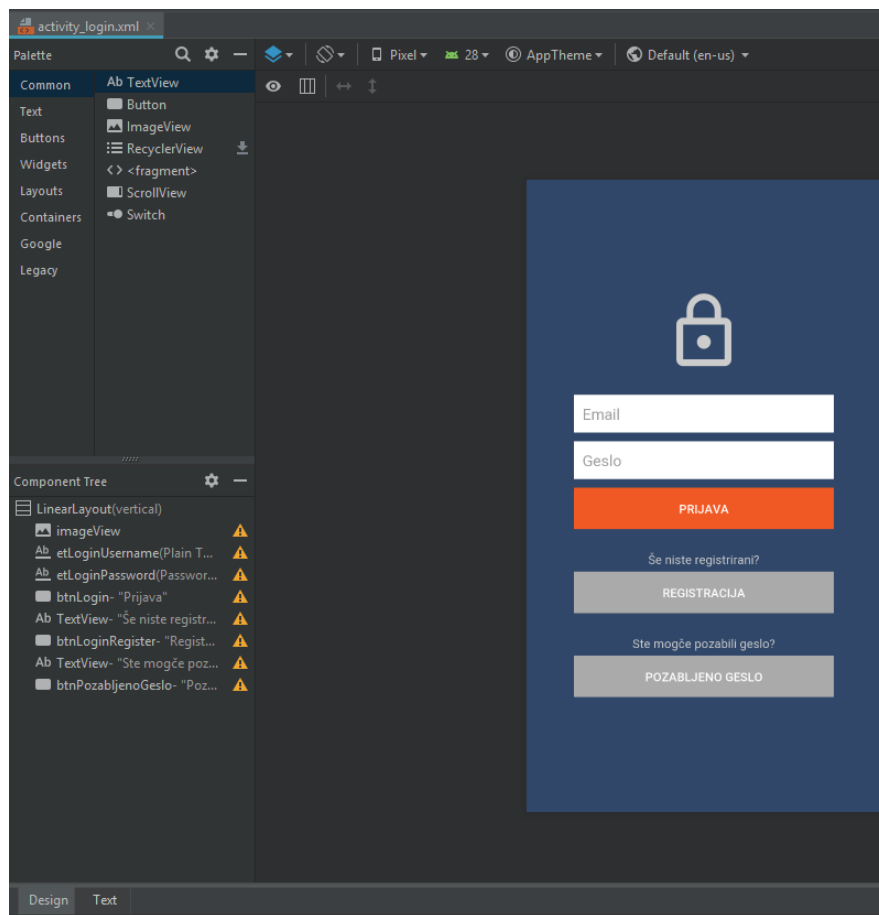 activity_login.xml
Palette
Pixel
28
AppTheme
Default (en-us)
Common
Text
Buttons
Widgets
Layouts
Containers
Google
Legacy
Ab TextView
Button
ImageView
RecyclerView
<fragment>
ScrollView
Switch
Component Tree
LinearLayout(vertical)
imageView
Ab etLoginUsername(Plain T...
Ab etLoginPassword(Passwor...
btnLogin- "Prijava"
Ab TextView- "Še niste registr...
btnLoginRegister- "Regist...
Ab TextView- "Ste mogče poz...
btnPozabljenoGeslo- "Poz...
Email
Geslo
PRIJAVA
Še niste registrirani?
REGISTRACIJA
Ste mogče pozabili geslo?
POZABLJENO GESLO
Design
Text